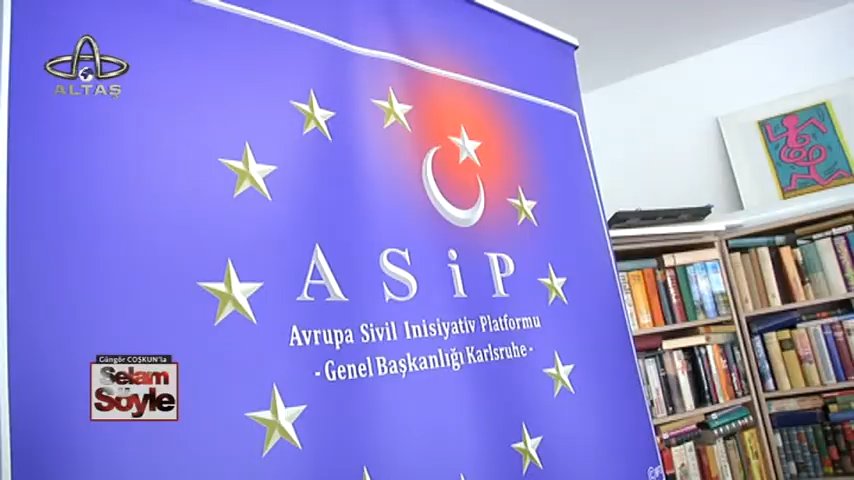 ALTAŞ
ASiP
Avrupa Sivil Inisiyativ Platformu
- Genel Başkanlığı Karlsruhe -
Güngör COŞKUN'la
Selam
Söyle